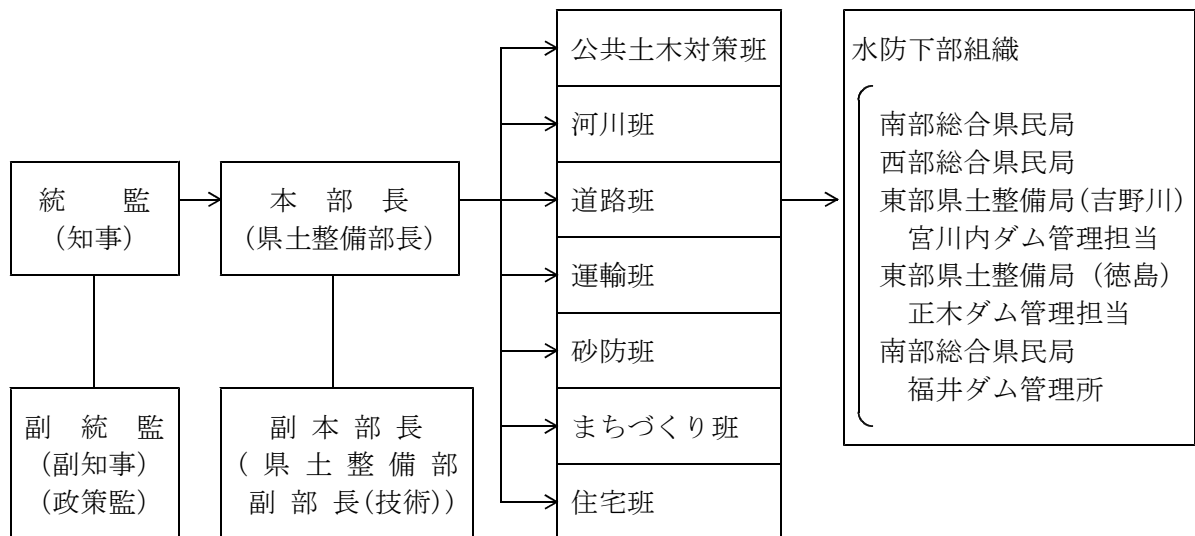 統　監
(知事)
副　統　監
(副知事)
(政策監)
本　部　長
(県土整備部長)
副 本 部 長
( 県 土 整 備 部
副 部 長(技術))
公共土木対策班
河川班
道路班
運輸班
砂防班
まちづくり班
住宅班
水防下部組織
南部総合県民局
西部総合県民局
東部県土整備局(吉野川)
宮川内ダム管理担当
東部県土整備局 (徳島)
正木ダム管理担当
南部総合県民局
福井ダム管理所